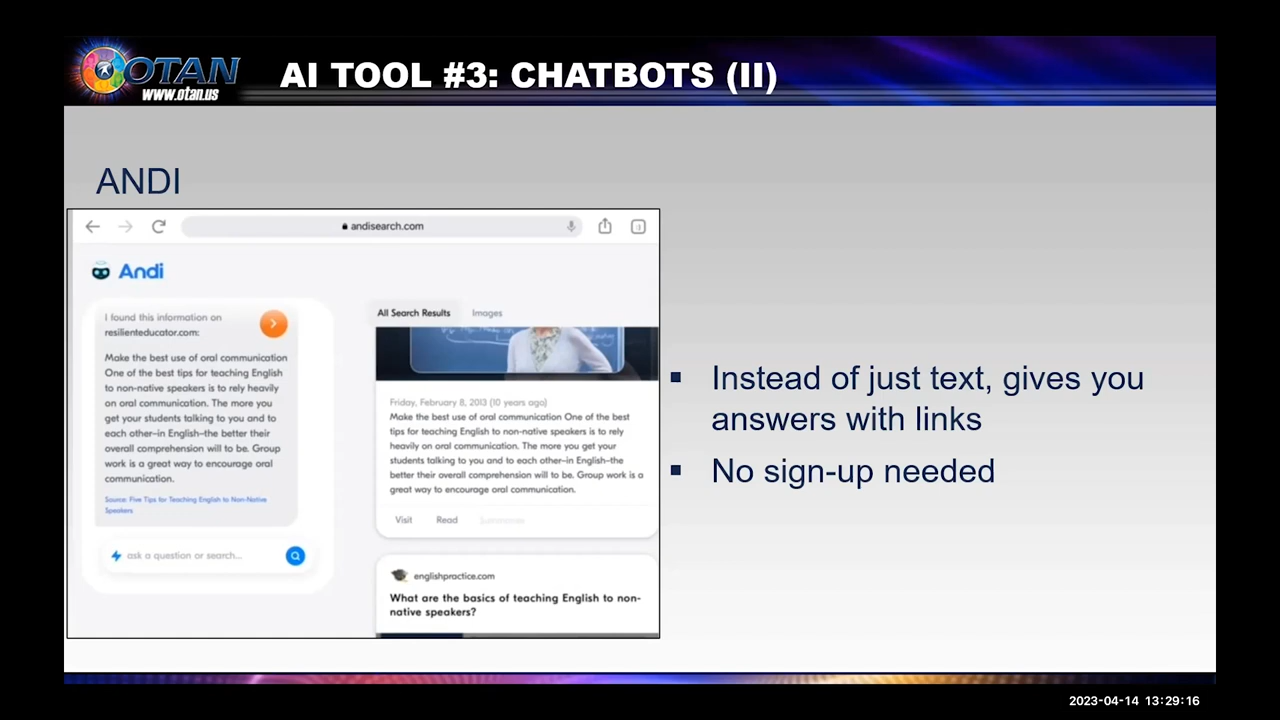 OTAN
www.otan.us
AI TOOL #3: CHATBOTS (II)
ANDI
andisearch.com
Andi
I found this information on
resilienteducator.com:
Make the best use of oral communication
One of the best tips for teaching English
to non-native speakers is to rely heavily
on oral communication. The more you
get your students talking to you and to
each other–in English–the better their
overall comprehension will to be. Group
work is a great way to encourage oral
communication.
Source: Five Tips for Teaching English to Non-Native
Speakers
ask a question or search...
All Search Results
Images
Friday, February 8, 2013 (10 years ago)
Make the best use of oral communication One of the best
tips for teaching English to non-native speakers is to rely
heavily on oral communication. The more you get your
students talking to you and to each other–in English–the
better their overall comprehension will to be. Group work is a
great way to encourage oral communication.
Visit
Read
Summarize
englishpractice.com
What are the basics of teaching English to non-
native speakers?
▪ Instead of just text, gives you
answers with links
▪ No sign-up needed
2023-04-14 13:29:16